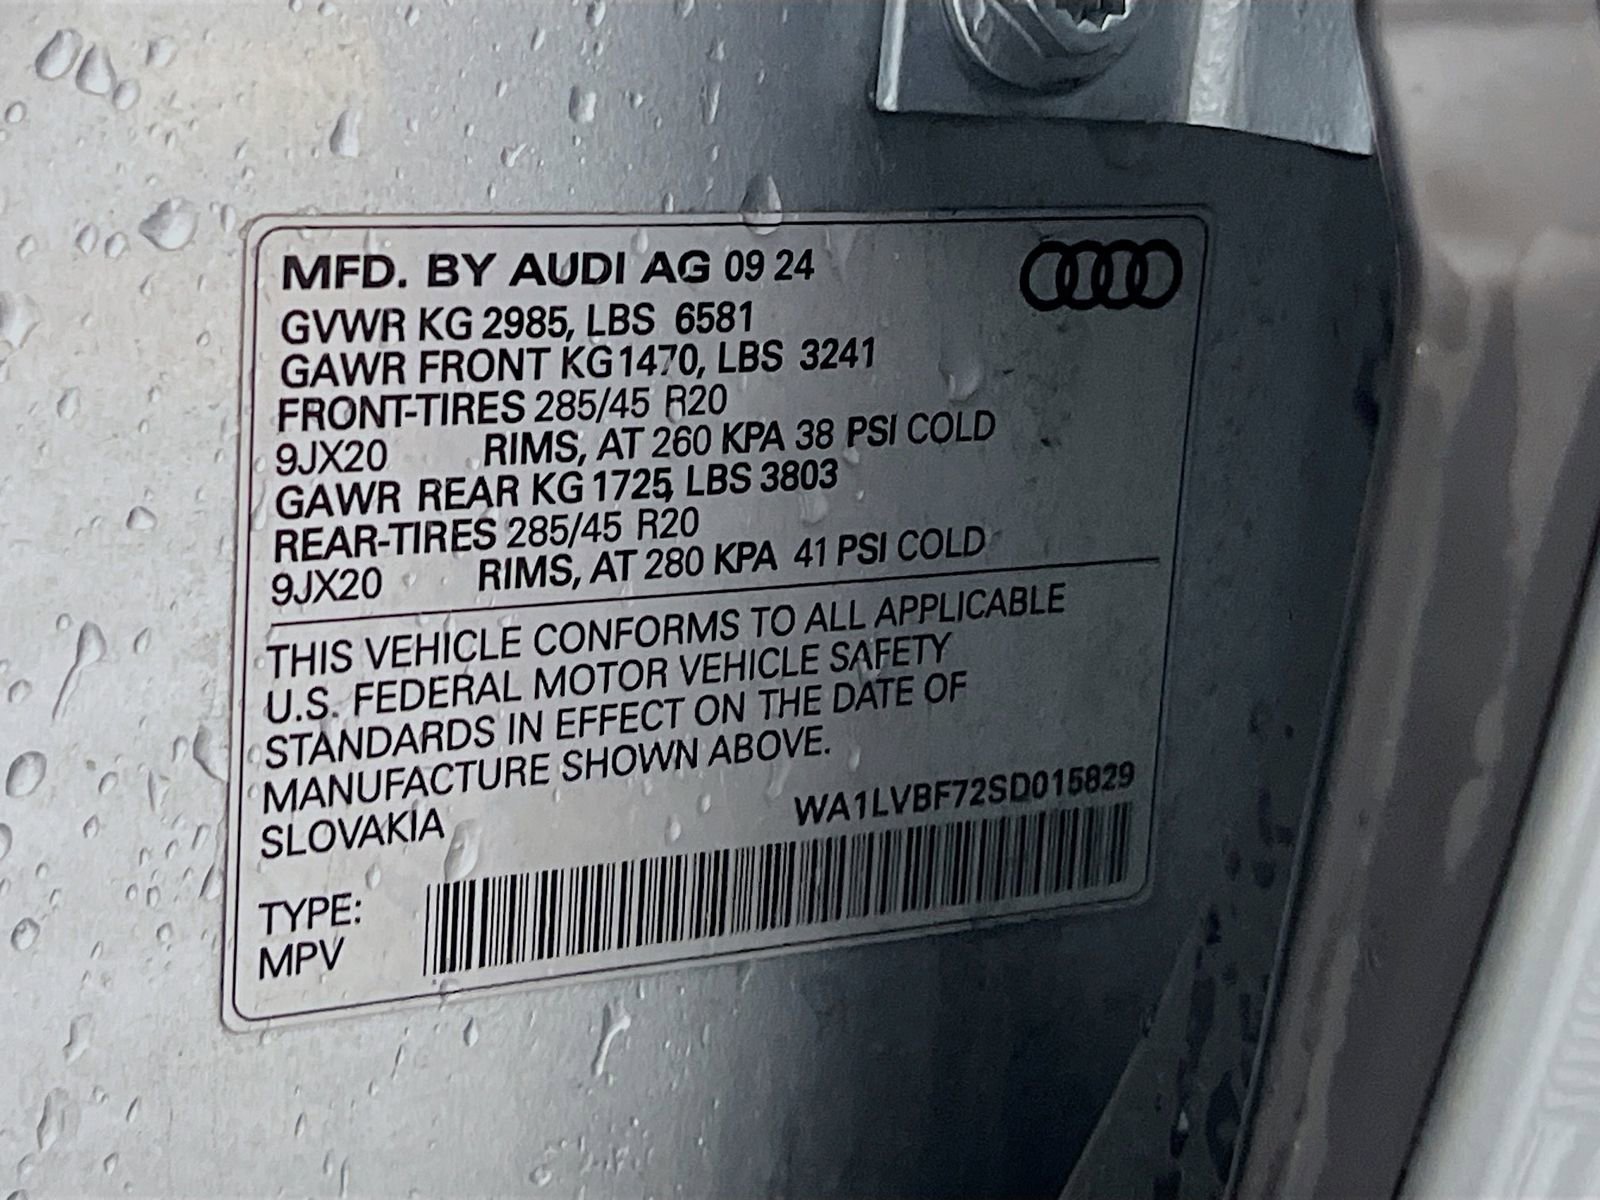 MFD. BY AUDI AG 09 24
GVWR KG 2985, LBS 6581
GAWR FRONT KG 1470, LBS 3241
FRONT-TIRES 285/45 R20
9JX20 RIMS, AT 260 KPA 38 PSI COLD
GAWR REAR KG 1725, LBS 3803
REAR-TIRES 285/45 R20
9JX20 RIMS, AT 280 KPA 41 PSI COLD
THIS VEHICLE CONFORMS TO ALL APPLICABLE
U.S. FEDERAL MOTOR VEHICLE SAFETY
STANDARDS IN EFFECT ON THE DATE OF
MANUFACTURE SHOWN ABOVE.
SLOVAKIA WA1LVBF72SD015829
TYPE:
MPV